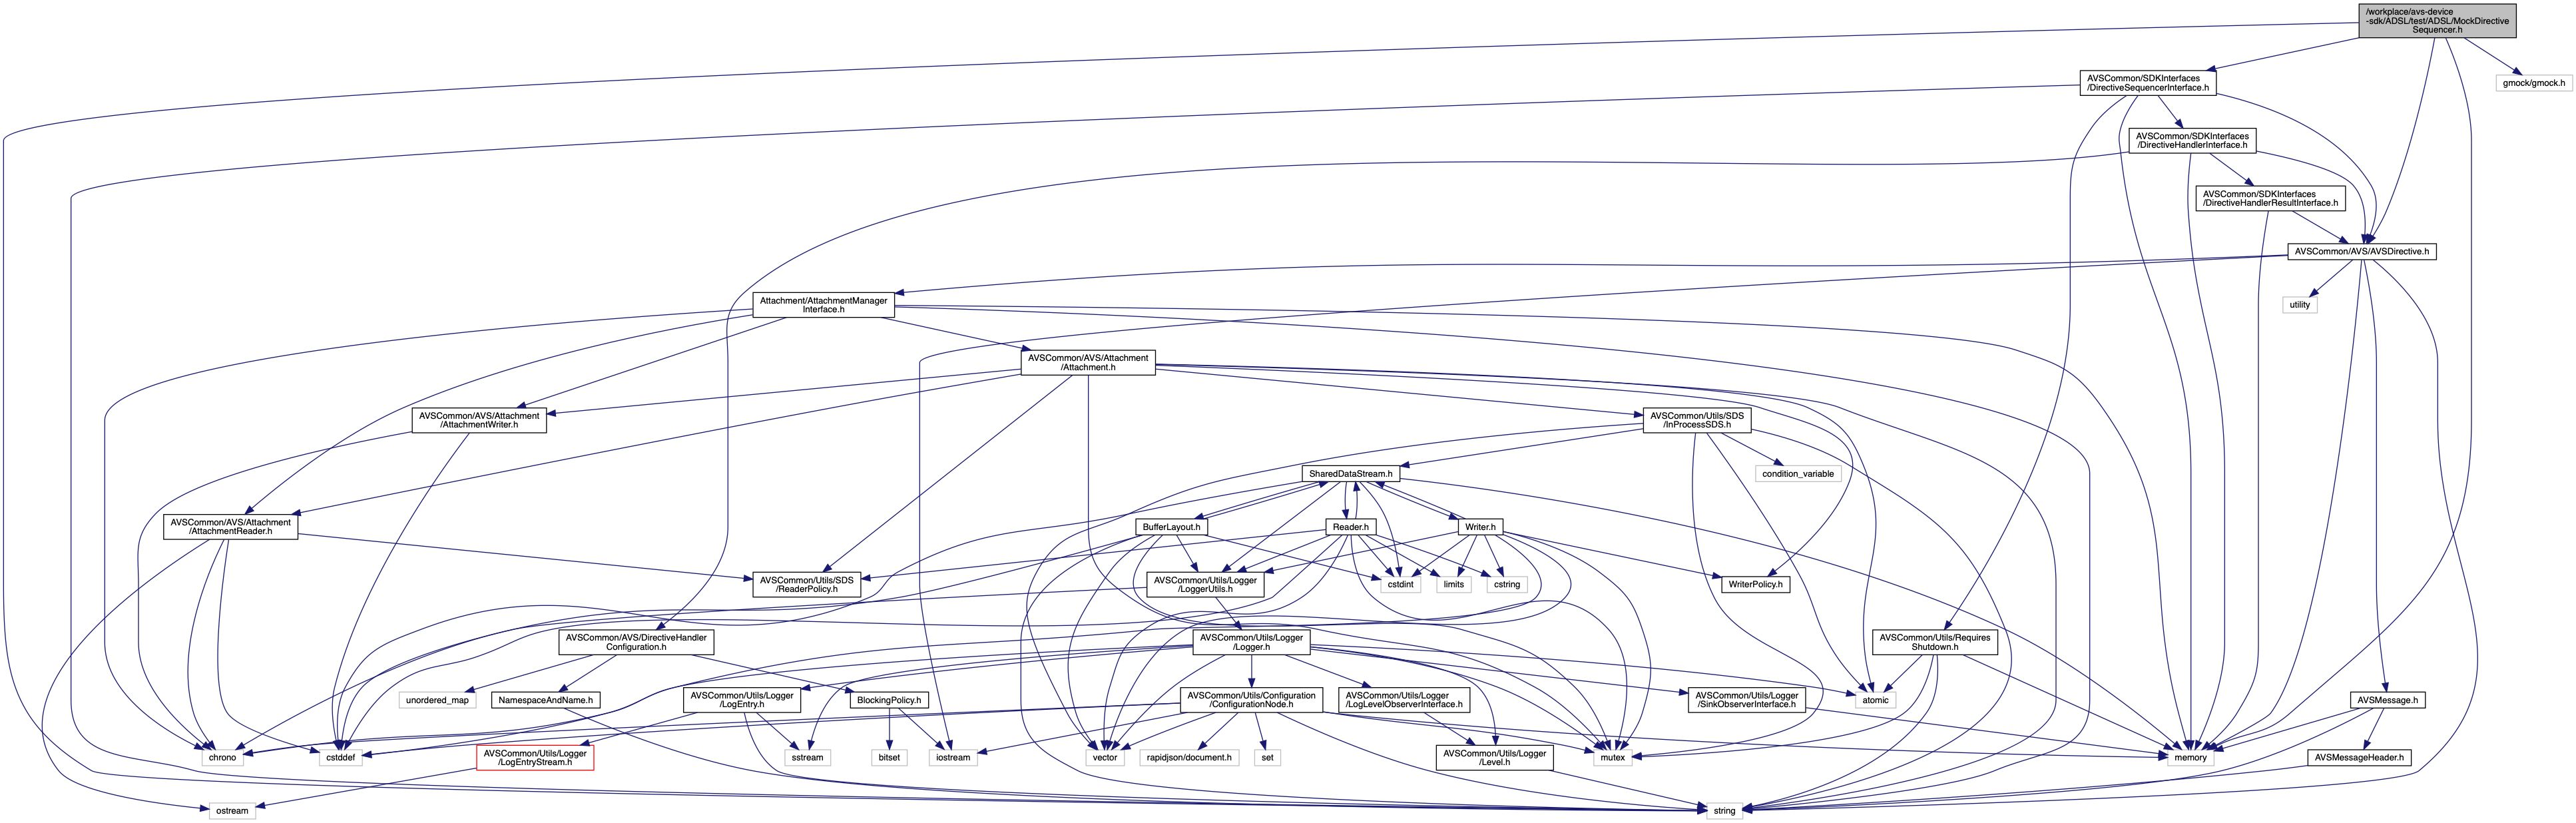 /workplace/avs-device
-sdk/ADSL/test/ADSL/MockDirective
Sequencer.h
AVSCommon/SDKInterfaces
/DirectiveSequencerInterface.h
gmock/gmock.h
AVSCommon/SDKInterfaces
/DirectiveHandlerInterface.h
AVSCommon/SDKInterfaces
/DirectiveHandlerResultInterface.h
AVSCommon/AVS/AVSDirective.h
Attachment/AttachmentManager
Interface.h
utility
AVSCommon/AVS/Attachment
/Attachment.h
AVSCommon/AVS/Attachment
/AttachmentWriter.h
AVSCommon/Utils/SDS
/InProcessSDS.h
SharedDataStream.h
condition_variable
AVSCommon/AVS/Attachment
/AttachmentReader.h
BufferLayout.h
Reader.h
Writer.h
AVSCommon/Utils/SDS
/ReaderPolicy.h
AVSCommon/Utils/Logger
/LoggerUtils.h
cstdint
limits
cstring
WriterPolicy.h
AVSCommon/AVS/DirectiveHandler
Configuration.h
AVSCommon/Utils/Logger
/Logger.h
AVSCommon/Utils/Requires
Shutdown.h
unordered_map
NamespaceAndName.h
AVSCommon/Utils/Logger
/LogEntry.h
BlockingPolicy.h
AVSCommon/Utils/Configuration
/ConfigurationNode.h
AVSCommon/Utils/Logger
/LogLevelObserverInterface.h
AVSCommon/Utils/Logger
/SinkObserverInterface.h
atomic
AVSMessage.h
chrono
cstddef
AVSCommon/Utils/Logger
/LogEntryStream.h
sstream
bitset
iostream
vector
rapidjson/document.h
set
AVSCommon/Utils/Logger
/Level.h
mutex
memory
AVSMessageHeader.h
ostream
string